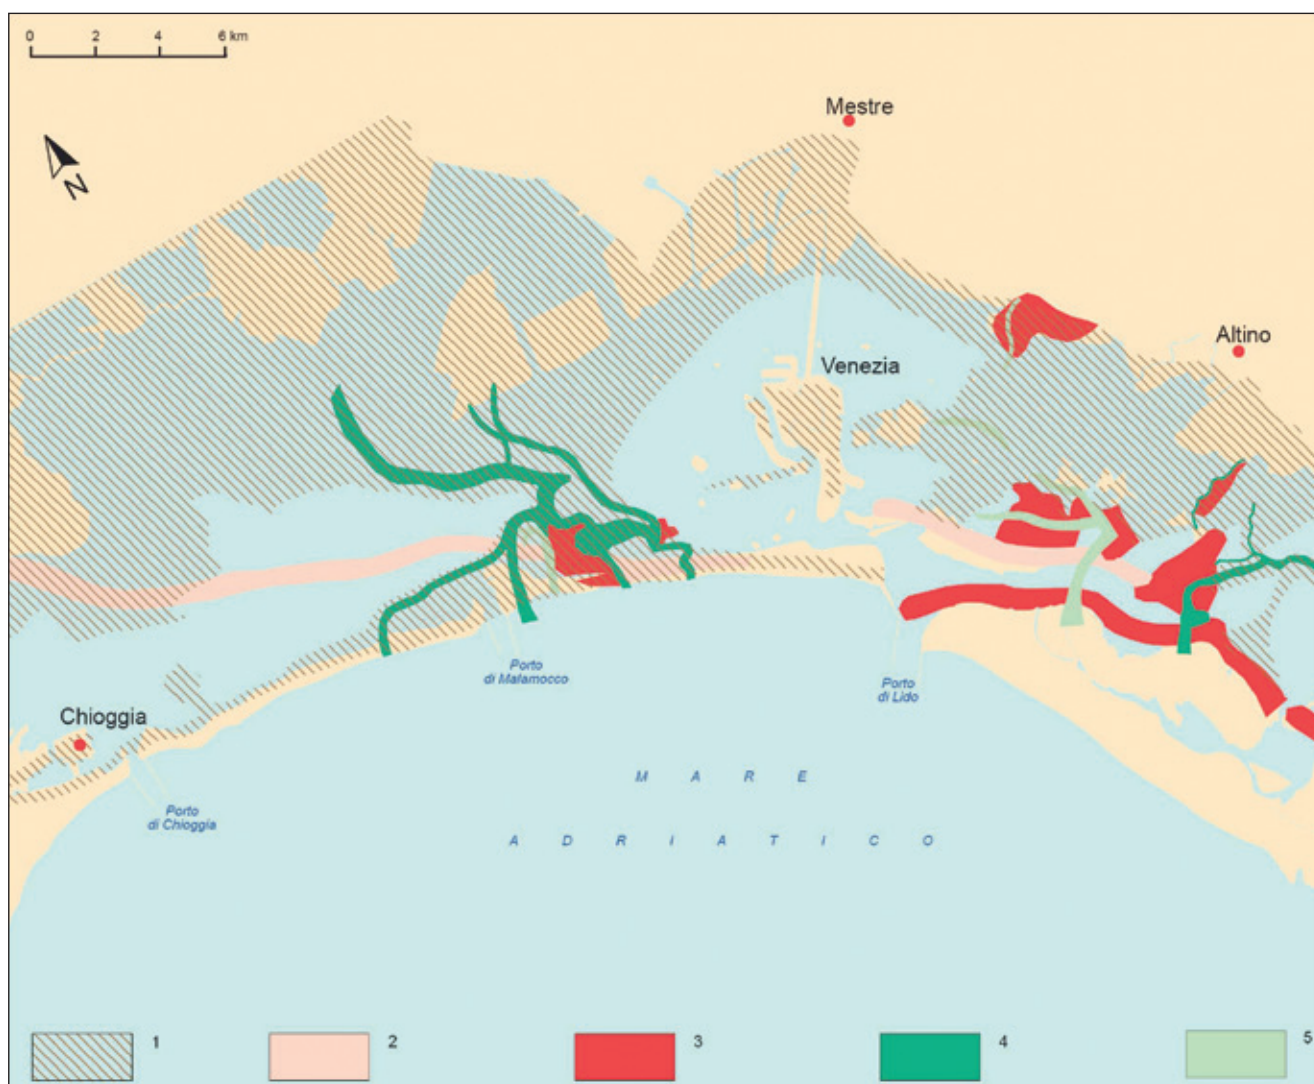 0 2 4 6 km
Mestre
N
Altino
Venezia
Porto
di Malamocco
Porto
di Lido
Chioggia
Porto
di Chioggia
M A R E
A D R I A T I C O
1 2 3 4 5